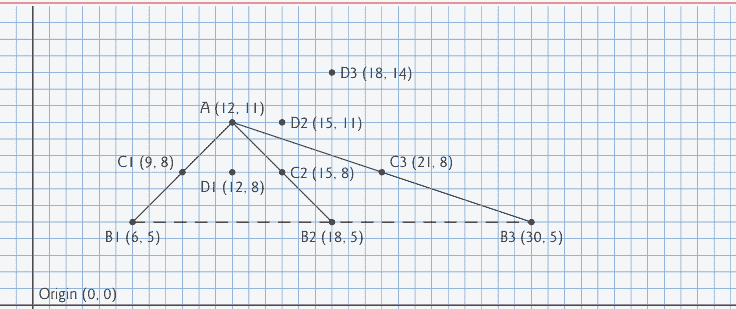 D3 (18, 14)
A (12, 11)
D2 (15, 11)
C1 (9, 8)
C3 (21, 8)
C2 (15, 8)
D1 (12, 8)
B1 (6, 5)
B2 (18, 5)
B3 (30, 5)
Origin (0, 0)